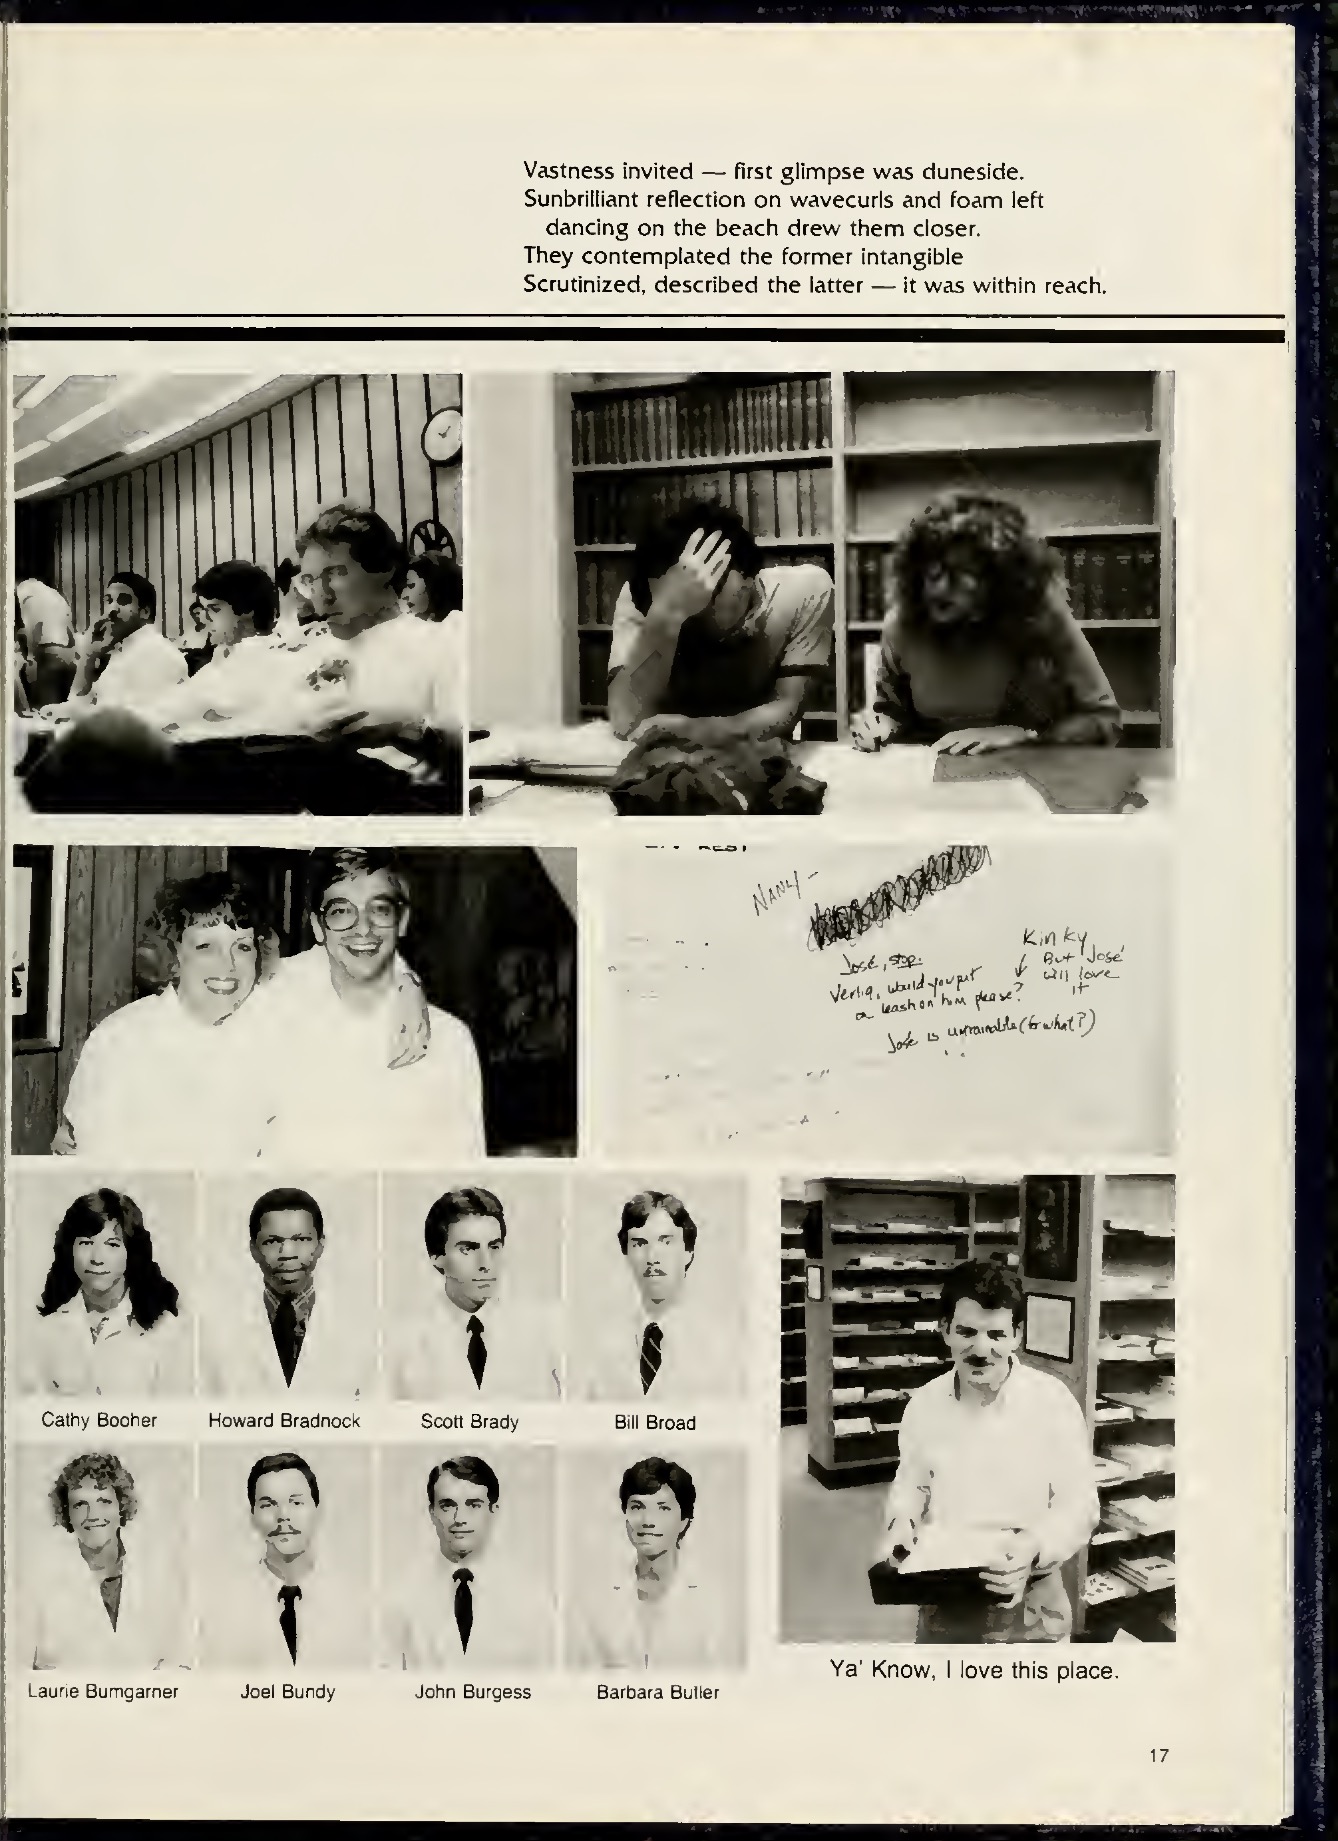 Vastness invited — first glimpse was duneside.
Sunbrilliant reflection on wavecurls and foam left
dancing on the beach drew them closer.
They contemplated the former intangible
Scrutinized, described the latter — it was within reach.
NANCY —
José, stop.
would you put
a leash on him please?
Kinky
But José
will love
it
José is untrainable (for what?)
Cathy Booher
Howard Bradnock
Scott Brady
Bill Broad
Laurie Bumgarner
Joel Bundy
John Burgess
Barbara Butler
Ya' Know, I love this place.
17